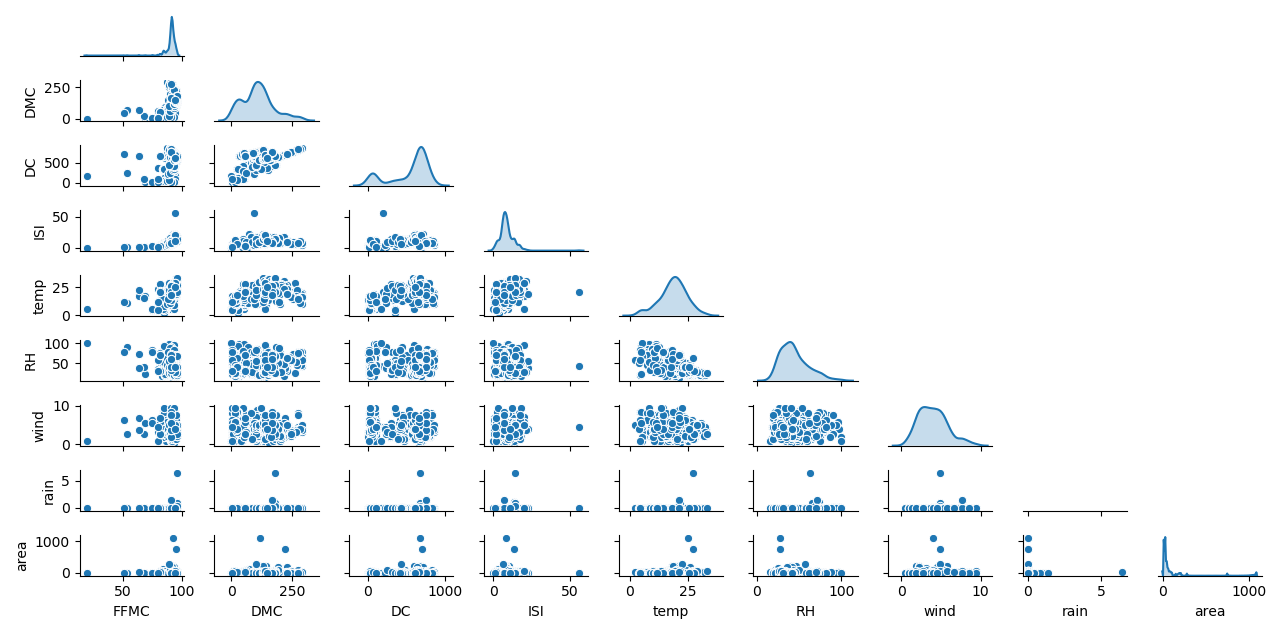 DMC 250 0
DC 500 0
ISI 50 0
temp 25 0
RH 100 50
wind 10 0
rain 5 0
area 1000 0
50 100 0 250 0 1000 0 50 0 25 0 100 0 10 0 5 0 1000
FFMC DMC DC ISI temp RH wind rain area